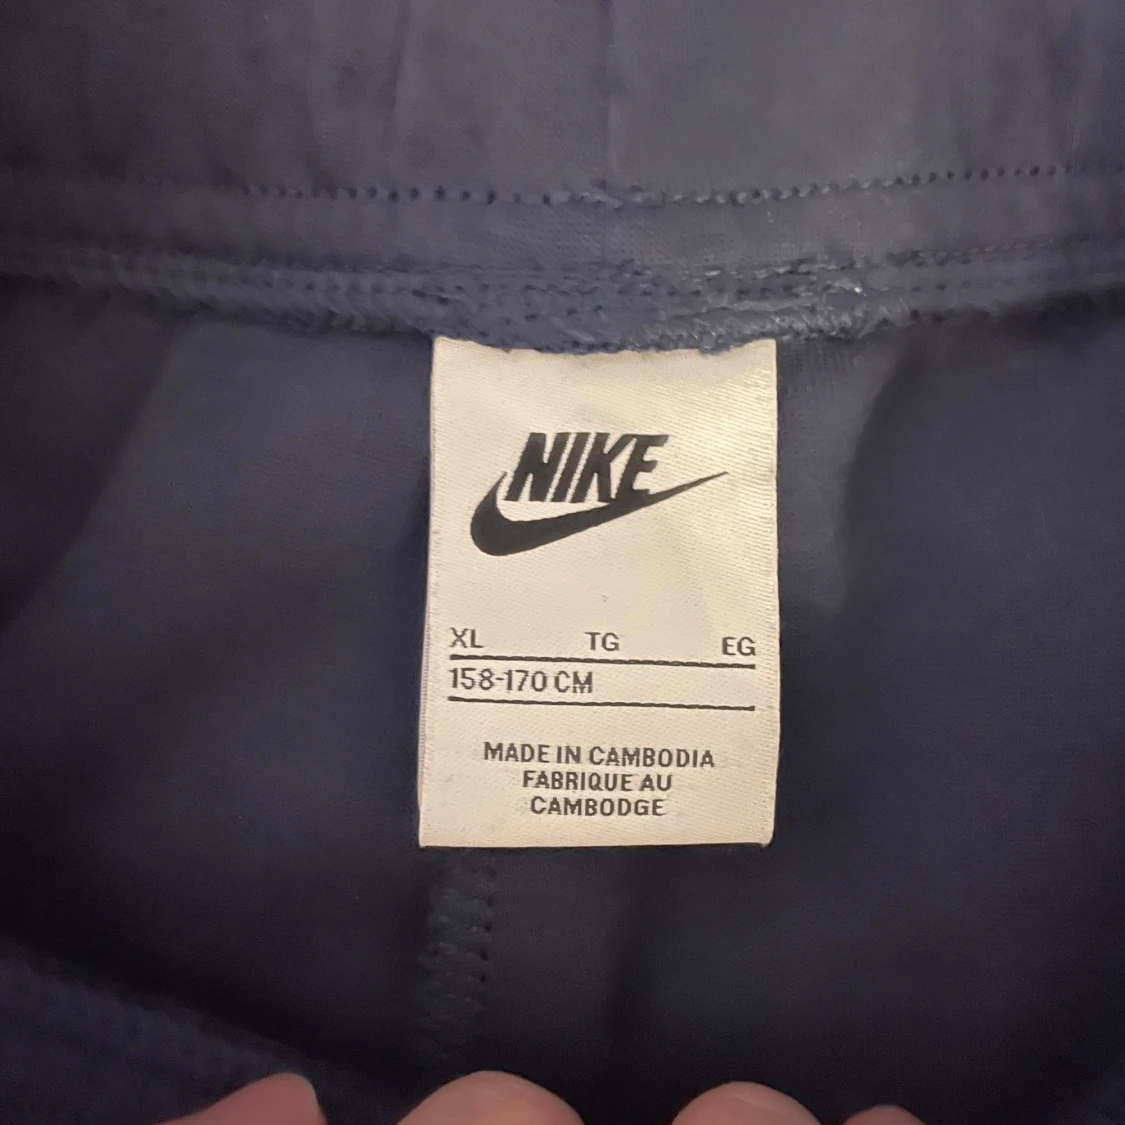 NIKE
XL TG EG
158-170 CM
MADE IN CAMBODIA
FABRIQUE AU
CAMBODGE